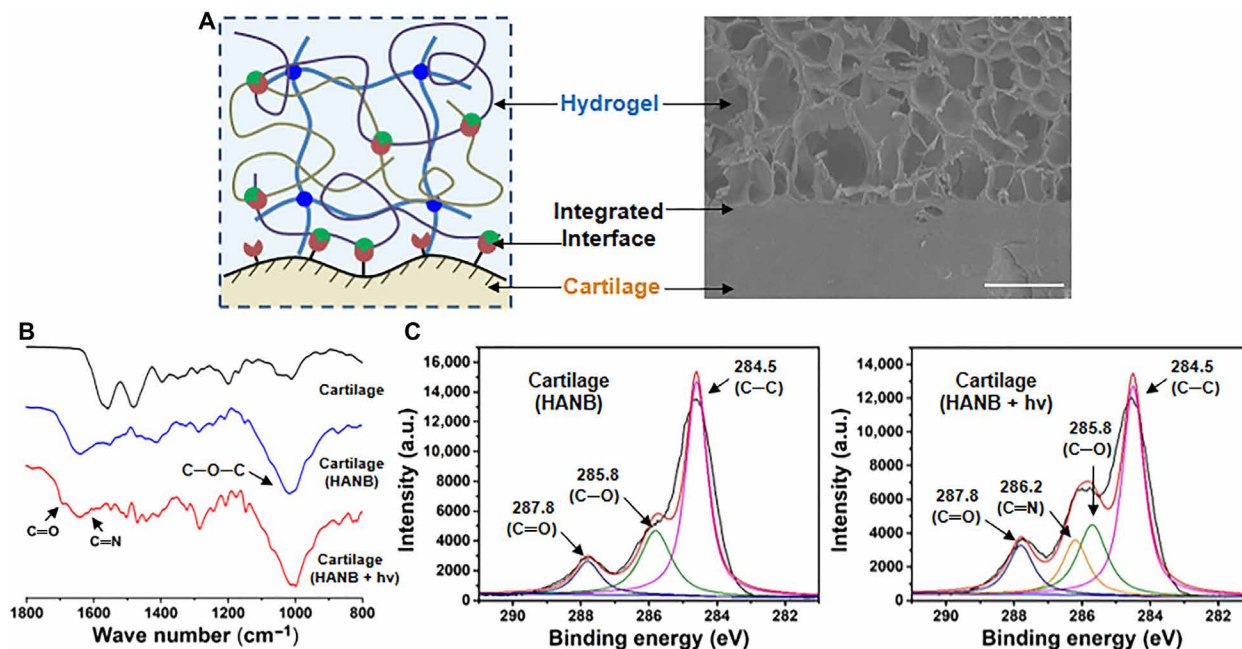 A
Hydrogel
Integrated
Interface
Cartilage
B
Cartilage
C—O—C
Cartilage
(HANB)
C=O
C=N
Cartilage
(HANB + hv)
1800 1600 1400 1200 1000 800
Wave number (cm⁻¹)
C
16,000
14,000
12,000
10,000
8000
6000
4000
2000
0
Intensity (a.u.)
Cartilage
(HANB)
284.5
(C—C)
285.8
(C—O)
287.8
(C=O)
290 288 286 284 282
Binding energy (eV)
14,000
12,000
10,000
8000
6000
4000
2000
0
Intensity (a.u.)
Cartilage
(HANB + hv)
284.5
(C—C)
285.8
(C—O)
286.2
(C=N)
287.8
(C=O)
290 288 286 284 282
Binding energy (eV)